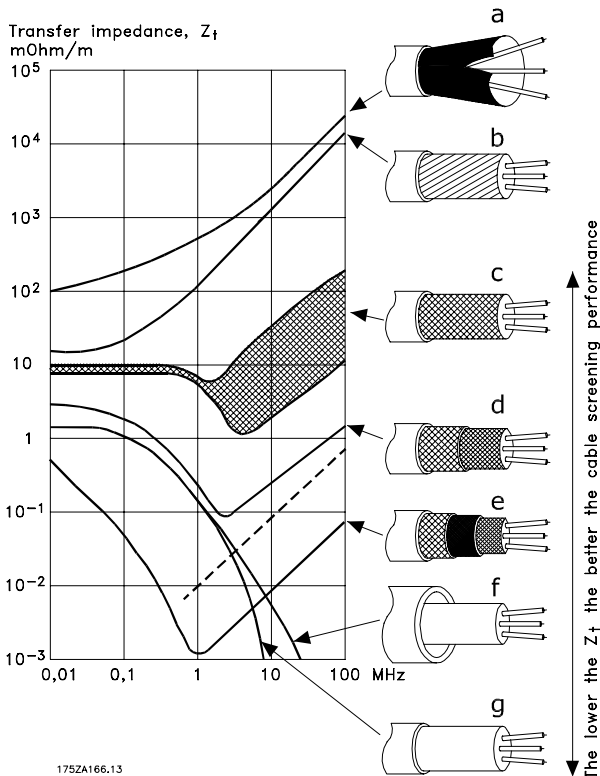 Transfer impedance, Zt
mOhm/m
10⁵
10⁴
10³
10²
10
1
10⁻¹
10⁻²
10⁻³
0,01 0,1 1 10 100 MHz
a
b
c
d
e
f
g
The lower the Zt the better the cable screening performance
175ZA166.13